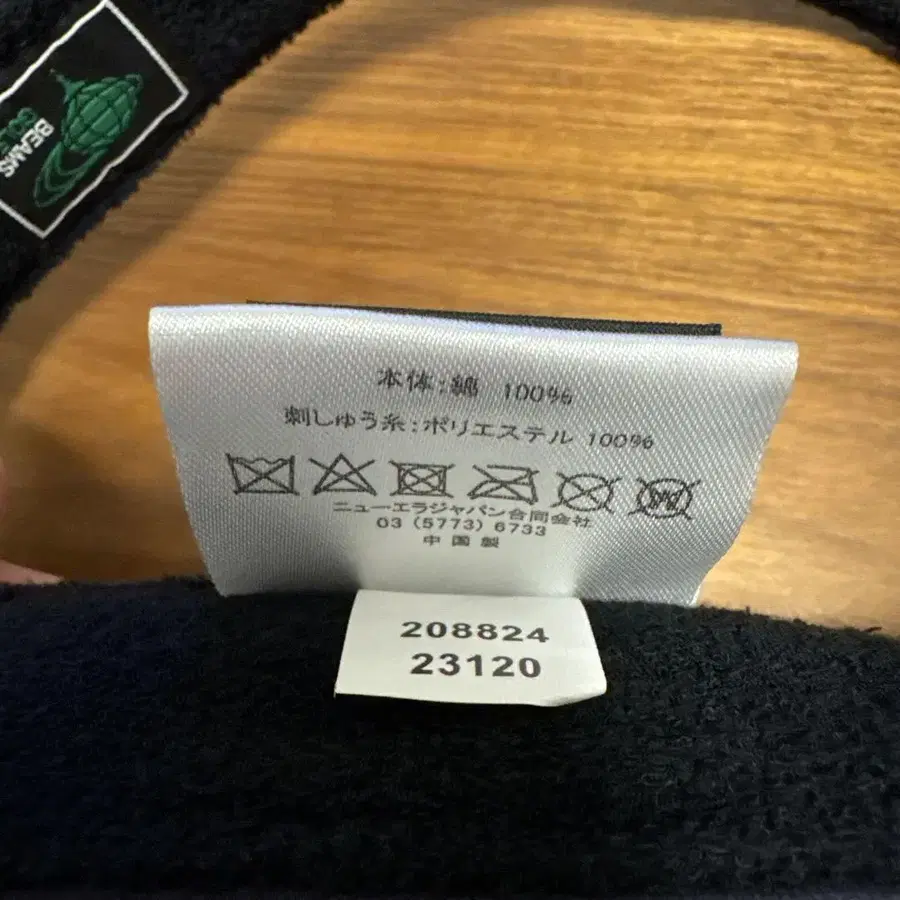 BEAMS
GOLF
本体:綿 100%
刺しゅう糸:ポリエステル 100%
ニューエラジャパン合同会社
03 (5773) 6733
中国製
208824
23120